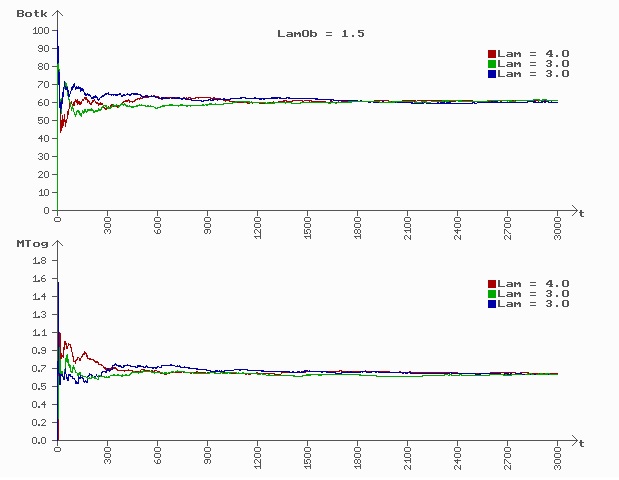 Botk
LamOb = 1.5
Lam = 4.0
Lam = 3.0
Lam = 3.0
100
90
80
70
60
50
40
30
20
10
0
0 300 600 900 1200 1500 1800 2100 2400 2700 3000 t
MTog
Lam = 4.0
Lam = 3.0
Lam = 3.0
1.8
1.6
1.4
1.3
1.1
0.9
0.7
0.5
0.4
0.2
0.0
0 300 600 900 1200 1500 1800 2100 2400 2700 3000 t